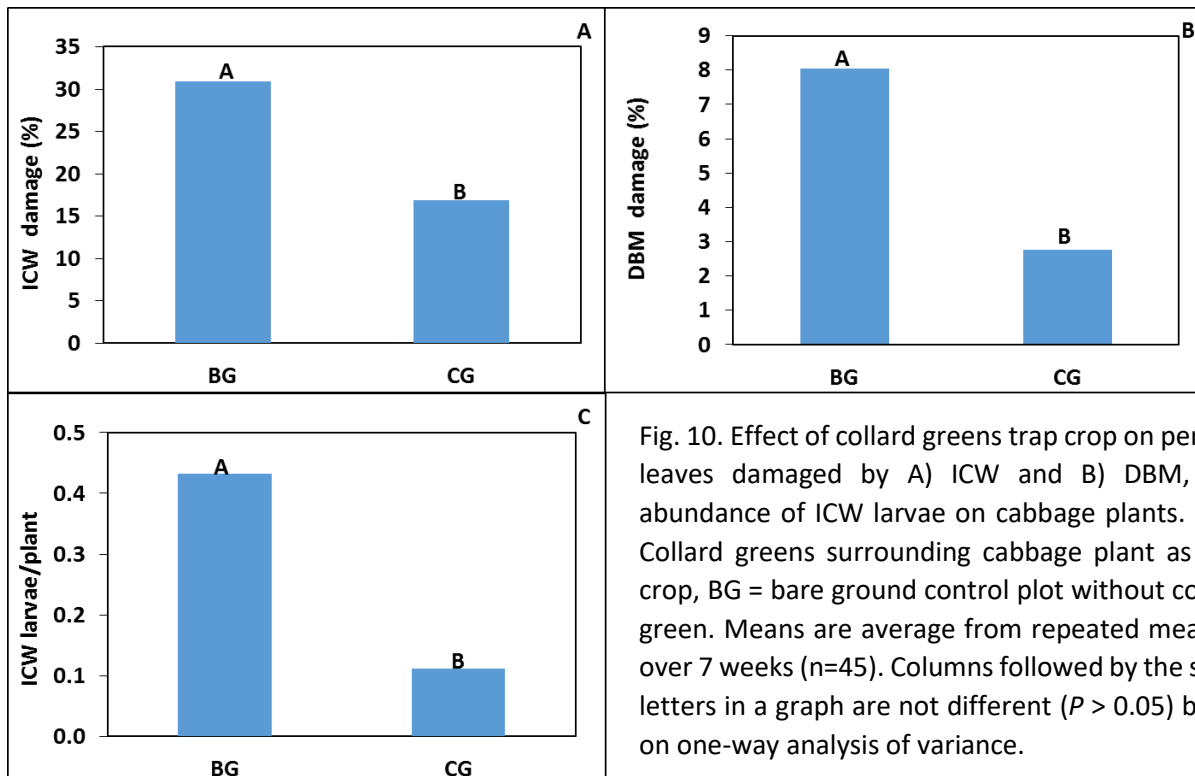 A
ICW damage (%)
35
30
25
20
15
10
5
0
A
B
BG
CG
B
DBM damage (%)
9
8
7
6
5
4
3
2
1
0
A
B
BG
CG
C
ICW larvae/plant
0.5
0.4
0.3
0.2
0.1
0.0
A
B
BG
CG
Fig. 10. Effect of collard greens trap crop on
leaves damaged by A) ICW and B) DBM,
abundance of ICW larvae on cabbage plants.
Collard greens surrounding cabbage plant as
crop, BG = bare ground control plot without
green. Means are average from repeated
over 7 weeks (n=45). Columns followed by the
letters in a graph are not different (P > 0.05)
on one-way analysis of variance.